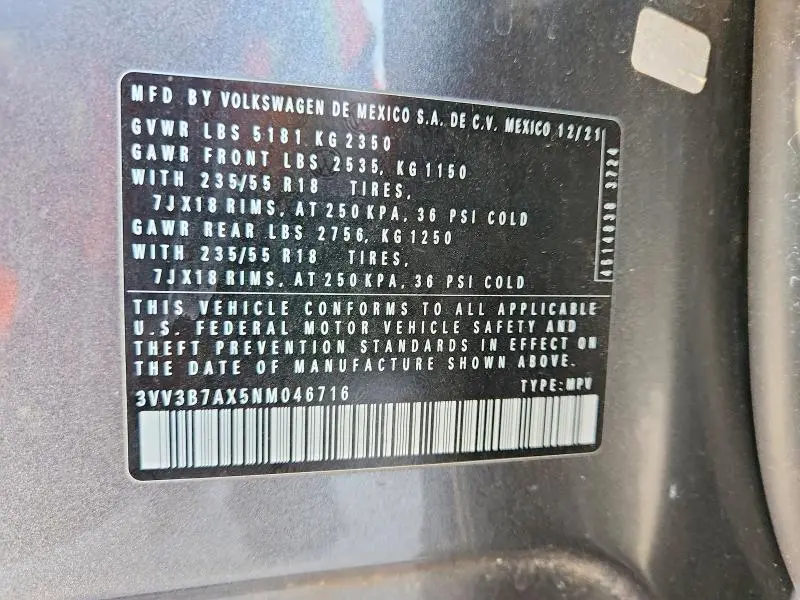 MFD BY VOLKSWAGEN DE MEXICO S.A. DE C.V. MEXICO 12/21
GVWR LBS 5181 KG 2350
GAWR FRONT LBS 2535, KG 1150
WITH 235/55 R18 TIRES,
7JX18 RIMS, AT 250 KPA, 36 PSI COLD
GAWR REAR LBS 2756, KG 1250
WITH 235/55 R18 TIRES,
7JX18 RIMS, AT 250 KPA, 36 PSI COLD
4614030 3724
THIS VEHICLE CONFORMS TO ALL APPLICABLE
U.S. FEDERAL MOTOR VEHICLE SAFETY AND
THEFT PREVENTION STANDARDS IN EFFECT ON
THE DATE OF MANUFACTURE SHOWN ABOVE.
3VV3B7AX5NM046716 TYPE: MPV